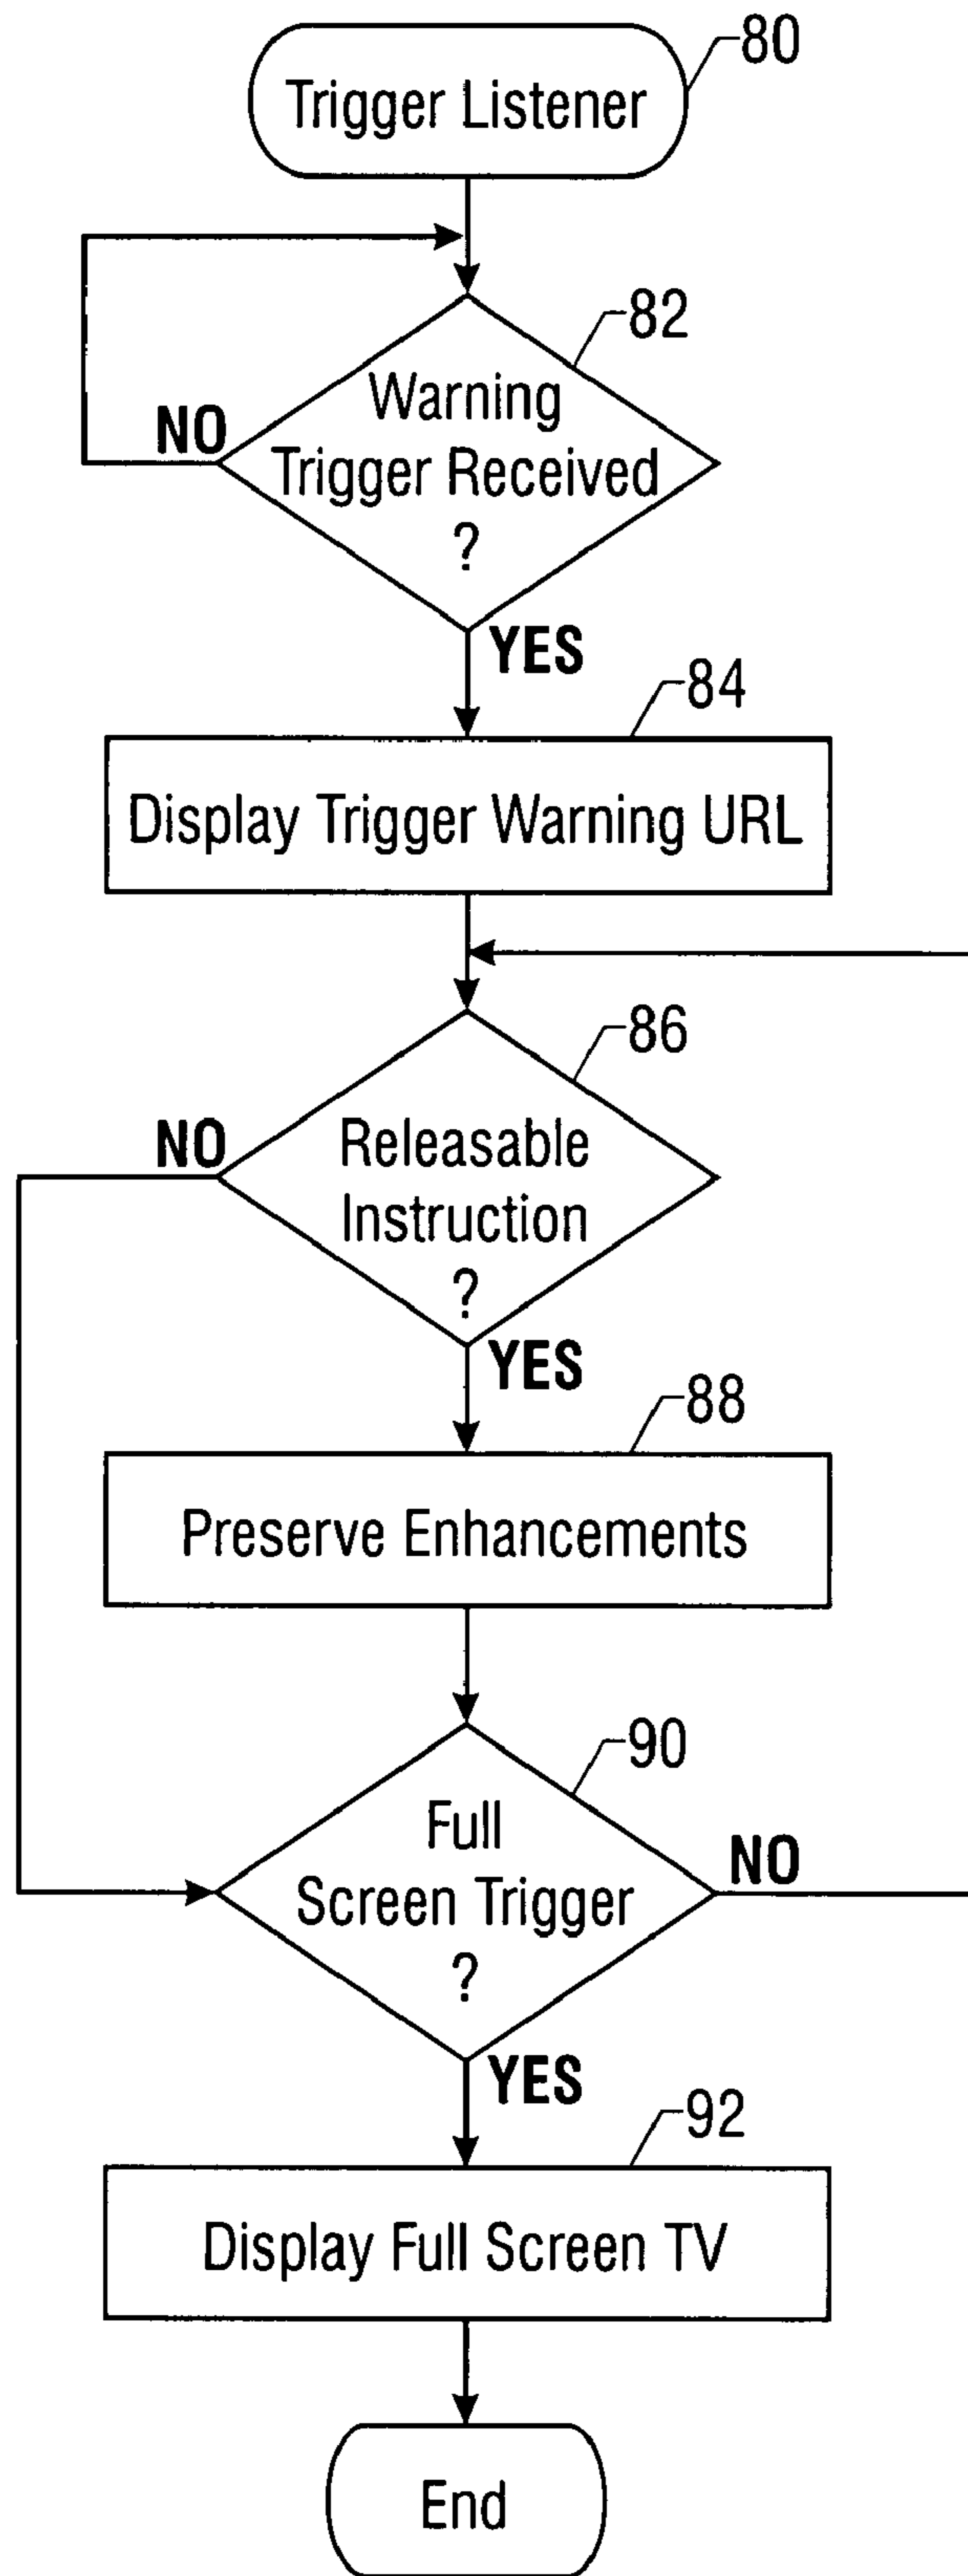 80
Trigger Listener
82
Warning
Trigger Received
?
NO
YES
84
Display Trigger Warning URL
86
Releasable
Instruction
?
NO
YES
88
Preserve Enhancements
90
Full
Screen Trigger
?
NO
YES
92
Display Full Screen TV
End